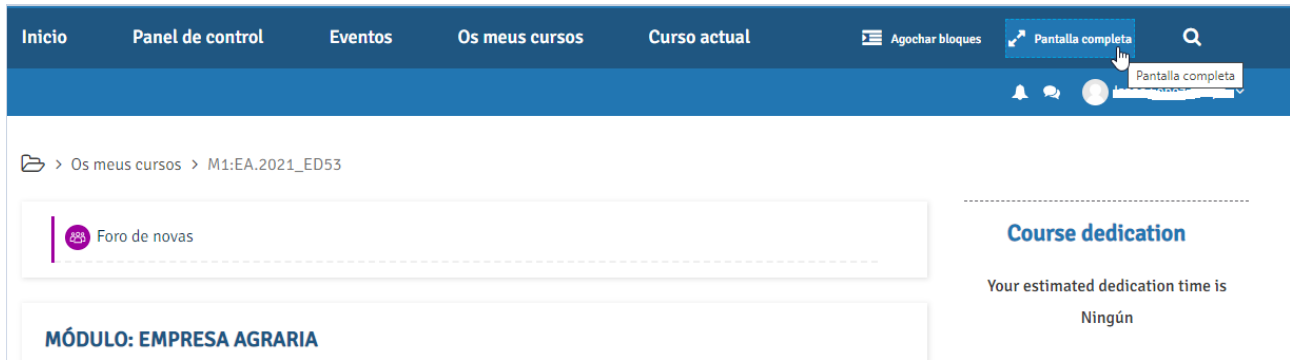 Inicio Panel de control Eventos Os meus cursos Curso actual Agochar bloques Pantalla completa
Pantalla completa
> Os meus cursos > M1:EA.2021_ED53
Foro de novas
MÓDULO: EMPRESA AGRARIA
Course dedication
Your estimated dedication time is
Ningún